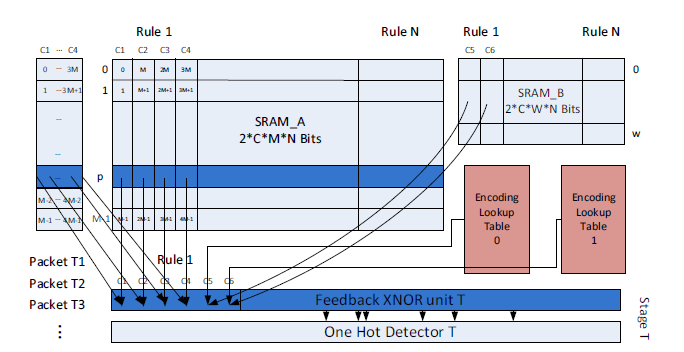 Rule 1 Rule N Rule 1 Rule N
C1 ··· C4 C1 C2 C3 C4 C5 C6
0 ··· 3M 0 0 M 2M 3M 0
1 ···3M+1 1 1 M+1 2M+1 3M+1
SRAM_A
2*C*M*N Bits
SRAM_B
2*C*W*N Bits
···
w
···
··· p
M-2 ··· 4M-2
M-1 ··· 4M-1 M-1 M-1 2M-1 3M-1 4M-1
Encoding
Lookup
Table
0
Encoding
Lookup
Table
1
Packet T1 Rule 1
Packet T2 C1 C2 C3 C4 C5 C6
Packet T3 Feedback XNOR unit T
⋮ One Hot Detector T
Stage T